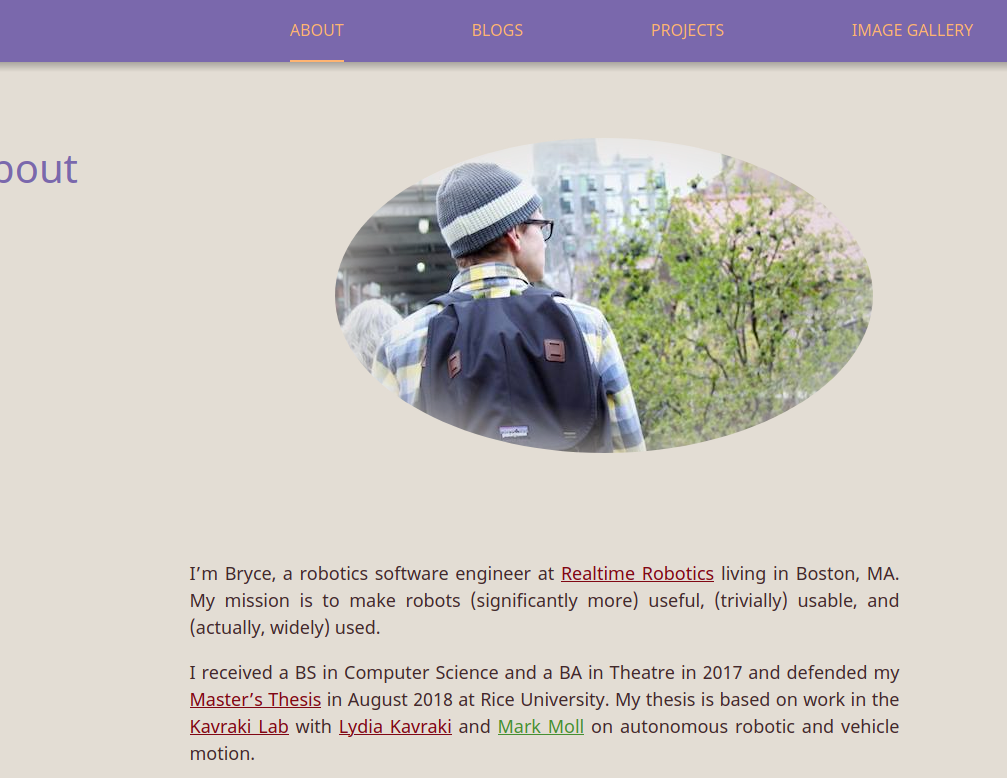 ABOUT BLOGS PROJECTS IMAGE GALLERY
bout
patagonia
I’m Bryce, a robotics software engineer at Realtime Robotics living in Boston, MA.
My mission is to make robots (significantly more) useful, (trivially) usable, and
(actually, widely) used.
I received a BS in Computer Science and a BA in Theatre in 2017 and defended my
Master’s Thesis in August 2018 at Rice University. My thesis is based on work in the
Kavraki Lab with Lydia Kavraki and Mark Moll on autonomous robotic and vehicle
motion.